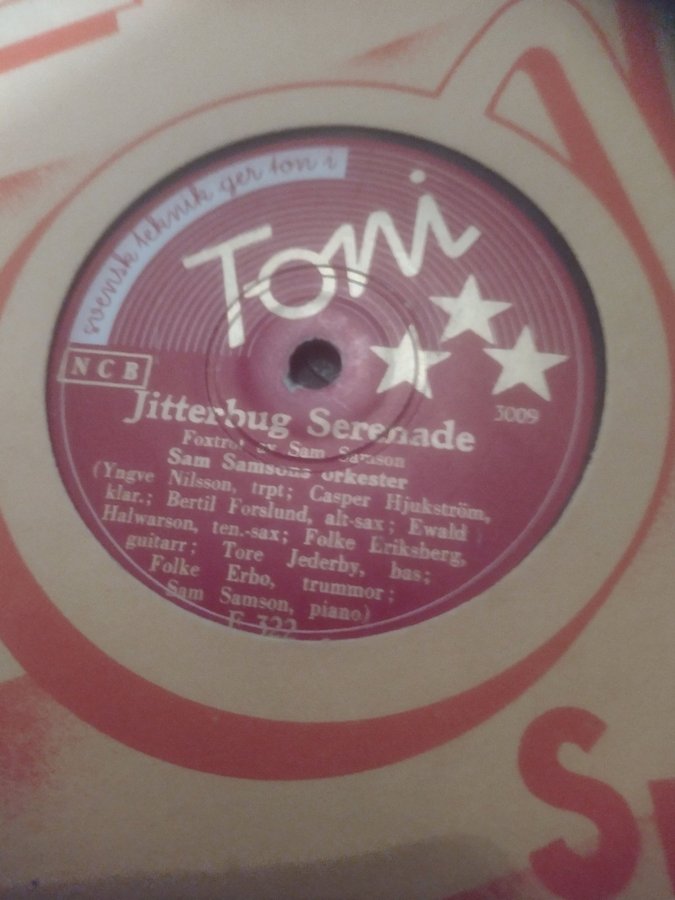 svensk teknik ger ton i
Toni
NCB
3009
Jitterbug Serenade
Foxtrot av Sam Samson
Sam Samsons orkester
(Yngve Nilsson, trpt; Casper Hjukström,
klar.; Bertil Forslund, alt-sax; Ewald
Halwarson, ten.-sax; Folke Eriksberg,
guitarr; Tore Jederby, bas;
Folke Erbo, trummor;
Sam Samson, piano)
F 322
S